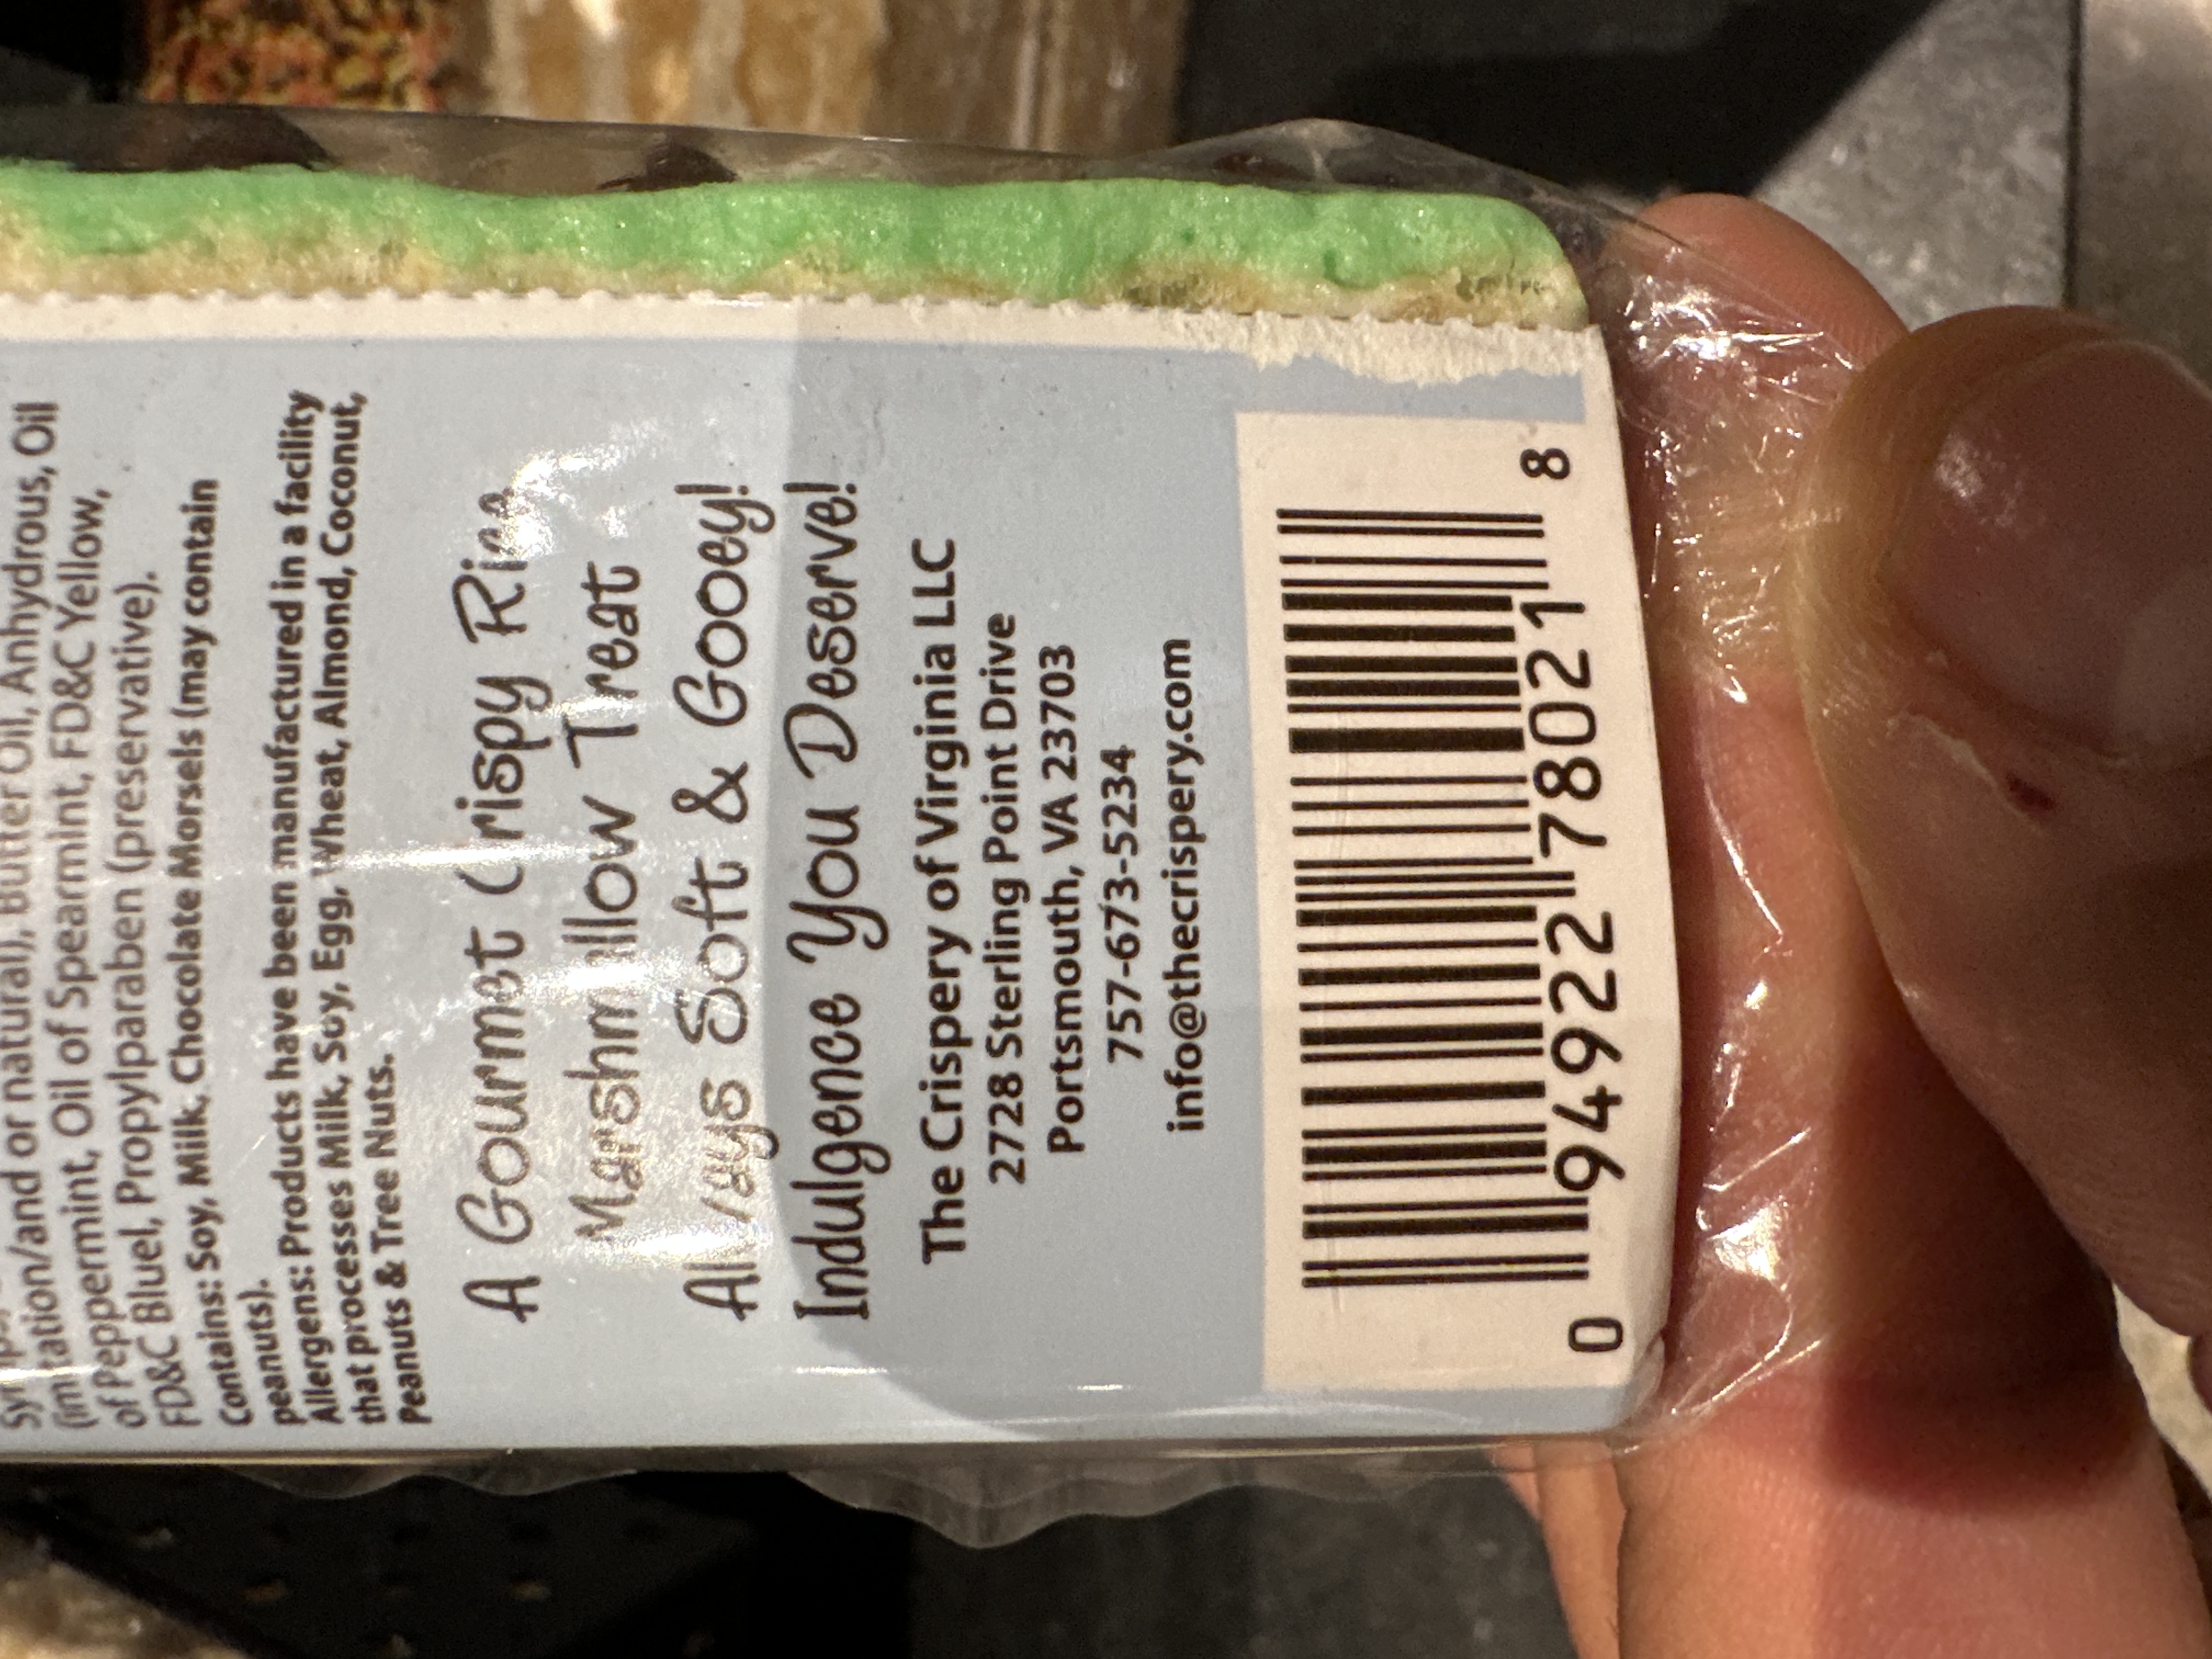 (imitation/and or natural), Butter Oil, Anhydrous, Oil
of Peppermint, Oil of Spearmint, FD&C Yellow,
FD&C Bluel, Propylparaben (preservative).
Contains: Soy, Milk, Chocolate Morsels (may contain
peanuts).
Allergens: Products have been manufactured in a facility
that processes Milk, Soy, Egg, Wheat, Almond, Coconut,
Peanuts & Tree Nuts.
A Gourmet Crispy Rice
Marshmallow Treat
Always Soft & Gooey!
Indulgence You Deserve!
The Crispery of Virginia LLC
2728 Sterling Point Drive
Portsmouth, VA 23703
757-673-5234
info@thecrispery.com
0 94922 78021 8